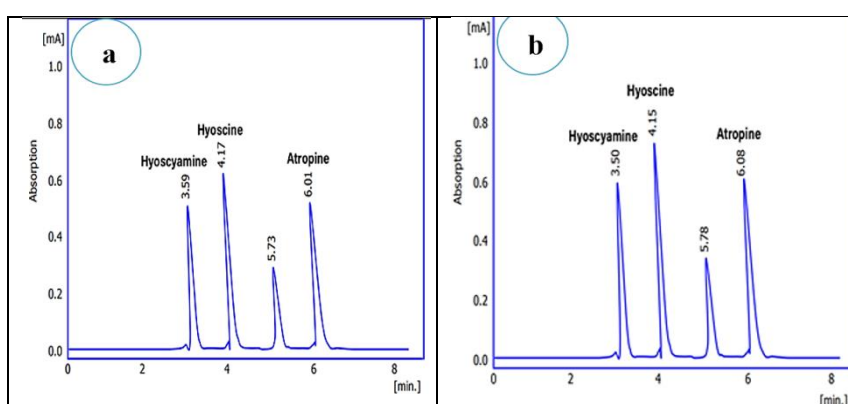 a
[mA]
1.0
0.8
0.6
0.4
0.2
0.0
Absorption
Hyoscyamine
3.59
Hyoscine
4.17
5.73
Atropine
6.01
0 2 4 6 8
[min.]
b
[mA]
1.0
0.8
0.6
0.4
0.2
0.0
Absorption
Hyoscyamine
3.50
Hyoscine
4.15
5.78
Atropine
6.08
0 2 4 6 8
[min.]